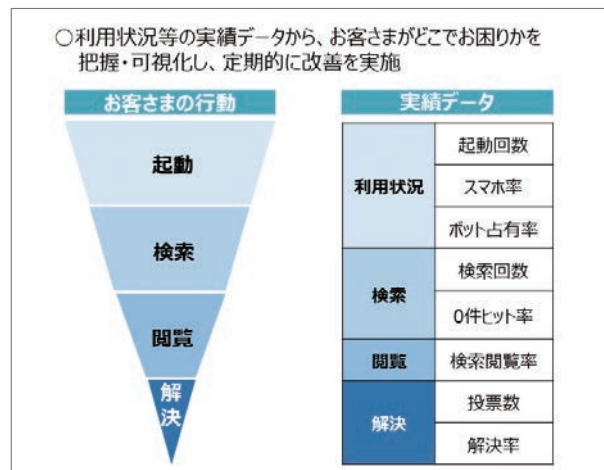 ○利用状況等の実績データから、お客さまがどこでお困りかを
把握・可視化し、定期的に改善を実施
お客さまの行動
起動
検索
閲覧
解
決
実績データ
利用状況
起動回数
スマホ率
ボット占有率
検索
検索回数
0件ヒット率
閲覧
検索閲覧率
解決
投票数
解決率